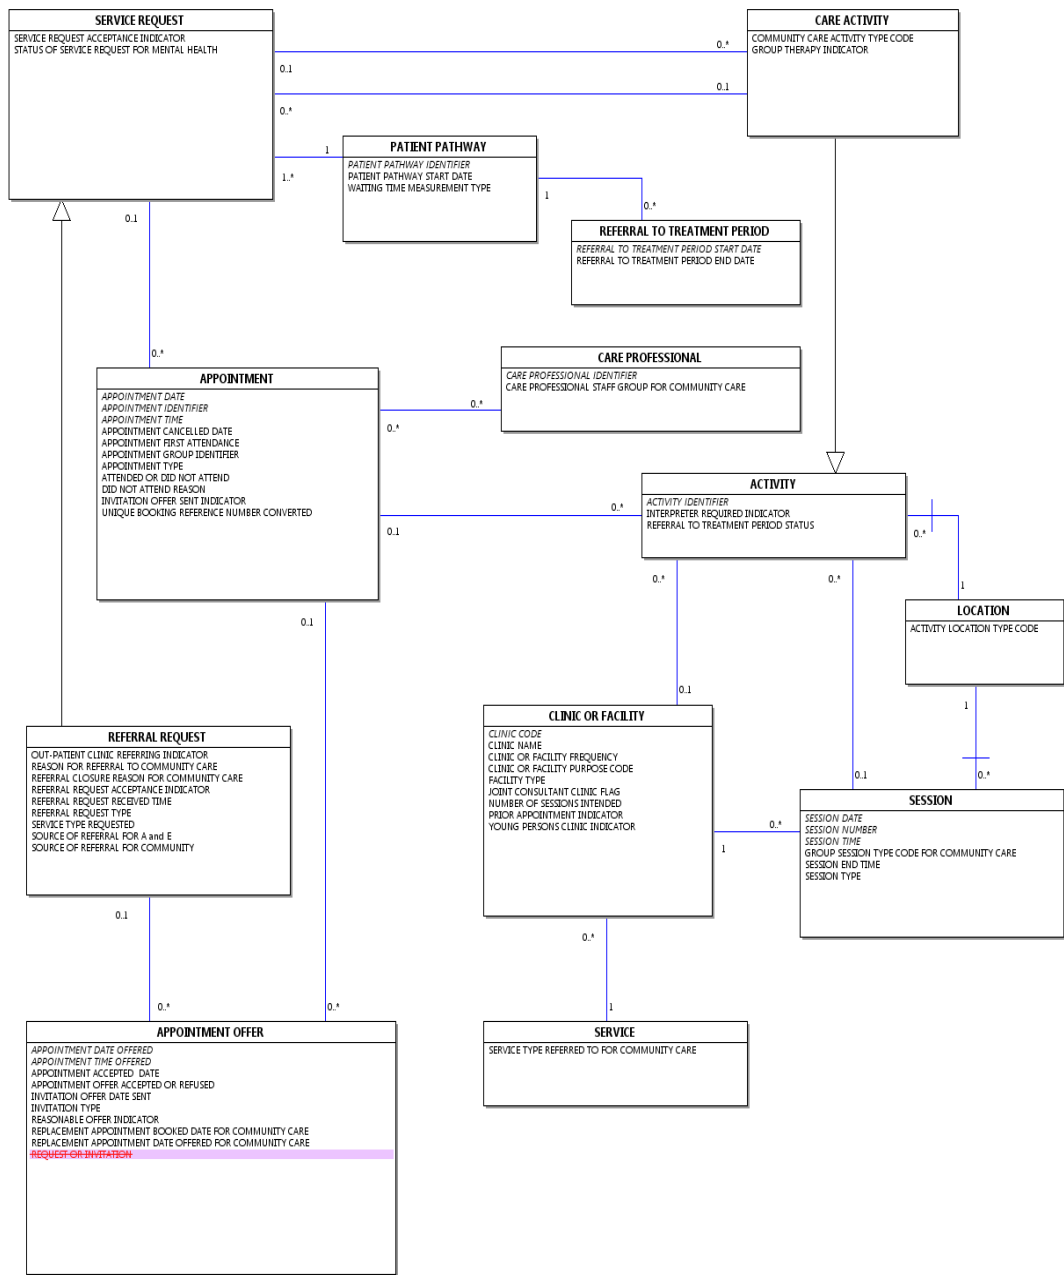 SERVICE REQUEST
SERVICE REQUEST ACCEPTANCE INDICATOR
STATUS OF SERVICE REQUEST FOR MENTAL HEALTH
CARE ACTIVITY
COMMUNITY CARE ACTIVITY TYPE CODE
GROUP THERAPY INDICATOR
0..*
0..1
0..1
0..*
1
1..*
PATIENT PATHWAY
PATIENT PATHWAY IDENTIFIER
PATIENT PATHWAY START DATE
WAITING TIME MEASUREMENT TYPE
1
0..*
REFERRAL TO TREATMENT PERIOD
REFERRAL TO TREATMENT PERIOD START DATE
REFERRAL TO TREATMENT PERIOD END DATE
0..1
0..*
APPOINTMENT
APPOINTMENT DATE
APPOINTMENT IDENTIFIER
APPOINTMENT TIME
APPOINTMENT CANCELLED DATE
APPOINTMENT FIRST ATTENDANCE
APPOINTMENT GROUP IDENTIFIER
APPOINTMENT TYPE
ATTENDED OR DID NOT ATTEND
DID NOT ATTEND REASON
INVITATION OFFER SENT INDICATOR
UNIQUE BOOKING REFERENCE NUMBER CONVERTED
CARE PROFESSIONAL
CARE PROFESSIONAL IDENTIFIER
CARE PROFESSIONAL STAFF GROUP FOR COMMUNITY CARE
0..*
0..*
ACTIVITY
ACTIVITY IDENTIFIER
INTERPRETER REQUIRED INDICATOR
REFERRAL TO TREATMENT PERIOD STATUS
0..*
0..1
0..*
1
0..*
0..*
LOCATION
ACTIVITY LOCATION TYPE CODE
0..1
0..1
1
0..1
0..*
CLINIC OR FACILITY
CLINIC CODE
CLINIC NAME
CLINIC OR FACILITY FREQUENCY
CLINIC OR FACILITY PURPOSE CODE
FACILITY TYPE
JOINT CONSULTANT CLINIC FLAG
NUMBER OF SESSIONS INTENDED
PRIOR APPOINTMENT INDICATOR
YOUNG PERSONS CLINIC INDICATOR
REFERRAL REQUEST
OUT-PATIENT CLINIC REFERRING INDICATOR
REASON FOR REFERRAL TO COMMUNITY CARE
REFERRAL CLOSURE REASON FOR COMMUNITY CARE
REFERRAL REQUEST ACCEPTANCE INDICATOR
REFERRAL REQUEST RECEIVED TIME
REFERRAL REQUEST TYPE
SERVICE TYPE REQUESTED
SOURCE OF REFERRAL FOR A and E
SOURCE OF REFERRAL FOR COMMUNITY
SESSION
SESSION DATE
SESSION NUMBER
SESSION TIME
GROUP SESSION TYPE CODE FOR COMMUNITY CARE
SESSION END TIME
SESSION TYPE
0..*
1
0..1
0..*
0..*
0..*
1
APPOINTMENT OFFER
APPOINTMENT DATE OFFERED
APPOINTMENT TIME OFFERED
APPOINTMENT ACCEPTED DATE
APPOINTMENT OFFER ACCEPTED OR REFUSED
INVITATION OFFER DATE SENT
INVITATION TYPE
REASONABLE OFFER INDICATOR
REPLACEMENT APPOINTMENT BOOKED DATE FOR COMMUNITY CARE
REPLACEMENT APPOINTMENT DATE OFFERED FOR COMMUNITY CARE
REQUEST OR INVITATION
SERVICE
SERVICE TYPE REFERRED TO FOR COMMUNITY CARE